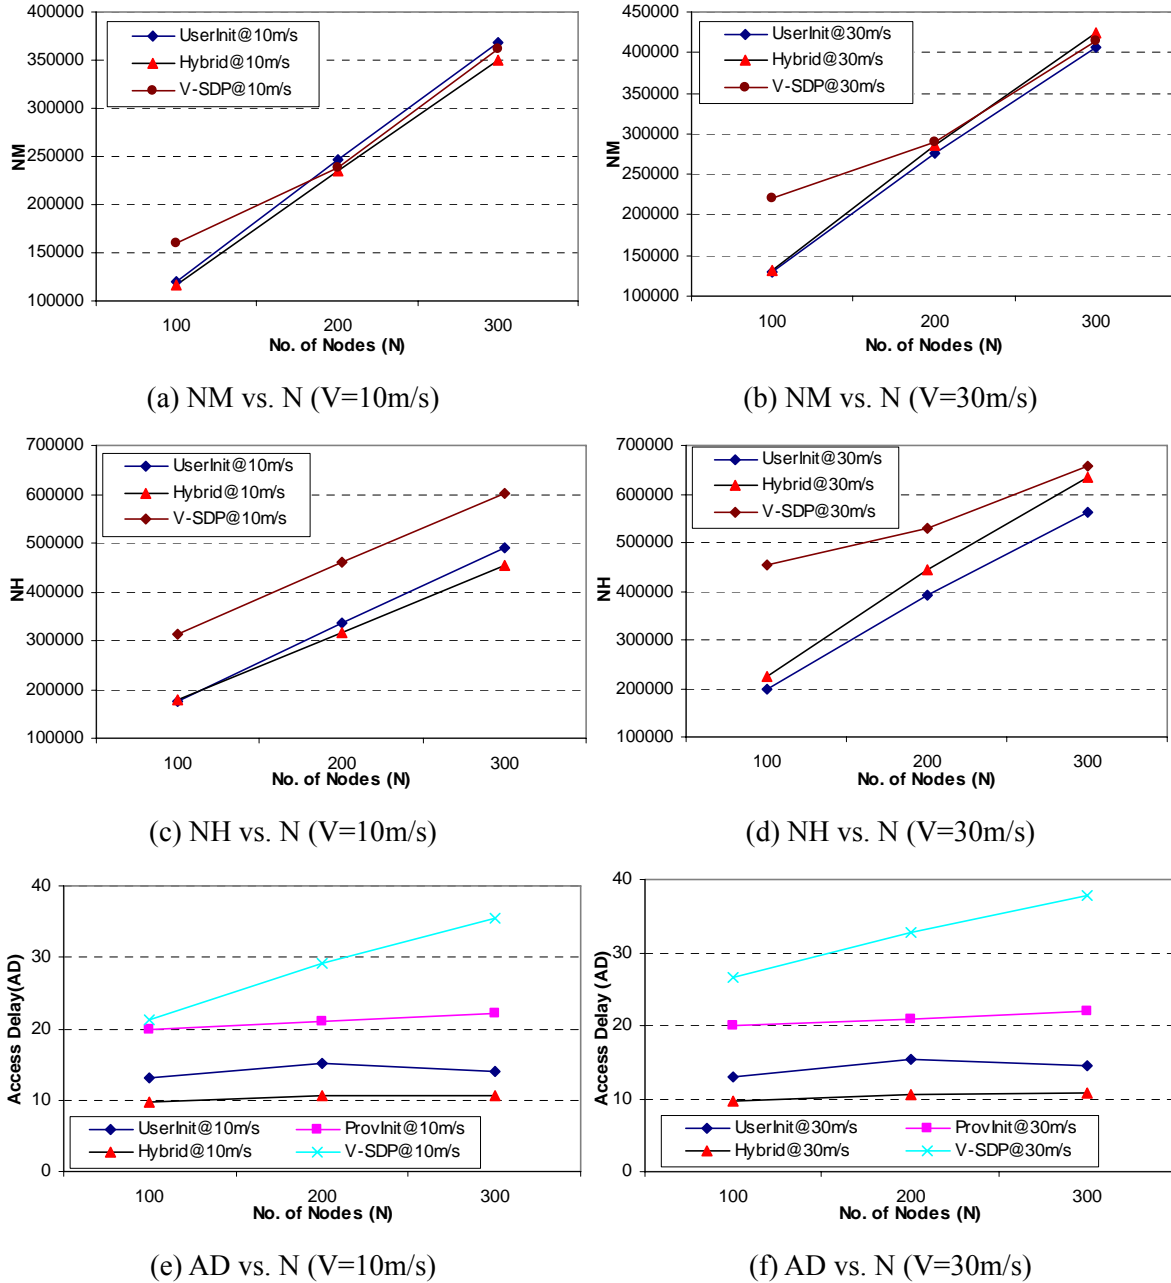 400000
350000
300000
250000
200000
150000
100000
NM
UserInit@10m/s
Hybrid@10m/s
V-SDP@10m/s
100 200 300
No. of Nodes (N)
(a) NM vs. N (V=10m/s)
450000
400000
350000
300000
250000
200000
150000
100000
NM
UserInit@30m/s
Hybrid@30m/s
V-SDP@30m/s
100 200 300
No. of Nodes (N)
(b) NM vs. N (V=30m/s)
700000
600000
500000
400000
300000
200000
100000
NH
UserInit@10m/s
Hybrid@10m/s
V-SDP@10m/s
100 200 300
No. of Nodes (N)
(c) NH vs. N (V=10m/s)
700000
600000
500000
400000
300000
200000
100000
NH
UserInit@30m/s
Hybrid@30m/s
V-SDP@30m/s
100 200 300
No. of Nodes (N)
(d) NH vs. N (V=30m/s)
40
30
20
10
0
Access Delay(AD)
UserInit@10m/s ProvInit@10m/s
Hybrid@10m/s V-SDP@10m/s
100 200 300
No. of Nodes (N)
(e) AD vs. N (V=10m/s)
40
30
20
10
0
Access Delay (AD)
UserInit@30m/s ProvInit@30m/s
Hybrid@30m/s V-SDP@30m/s
100 200 300
No. of Nodes (N)
(f) AD vs. N (V=30m/s)